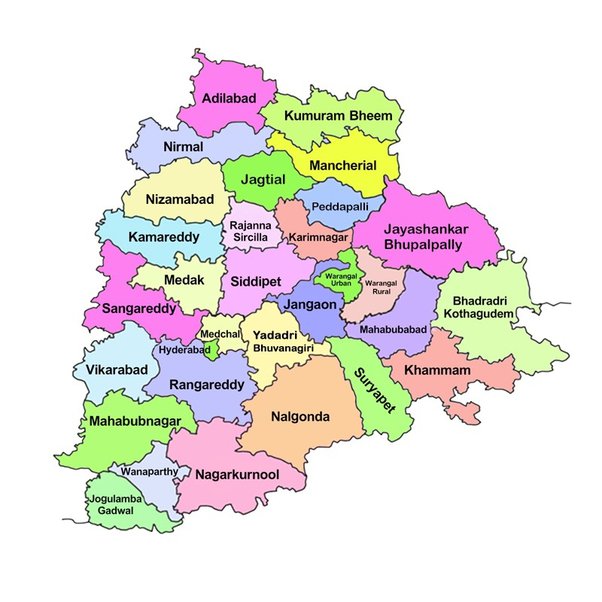 Adilabad
Kumuram Bheem
Nirmal
Mancherial
Jagtial
Nizamabad
Peddapalli
Rajanna
Sircilla
Karimnagar
Jayashankar
Bhupalpally
Kamareddy
Medak
Siddipet
Warangal
Urban
Warangal
Rural
Sangareddy
Jangaon
Bhadradri
Kothagudem
Mahabubabad
Medchal
Yadadri
Bhuvanagiri
Hyderabad
Vikarabad
Rangareddy
Suryapet
Khammam
Mahabubnagar
Nalgonda
Wanaparthy
Nagarkurnool
Jogulamba
Gadwal